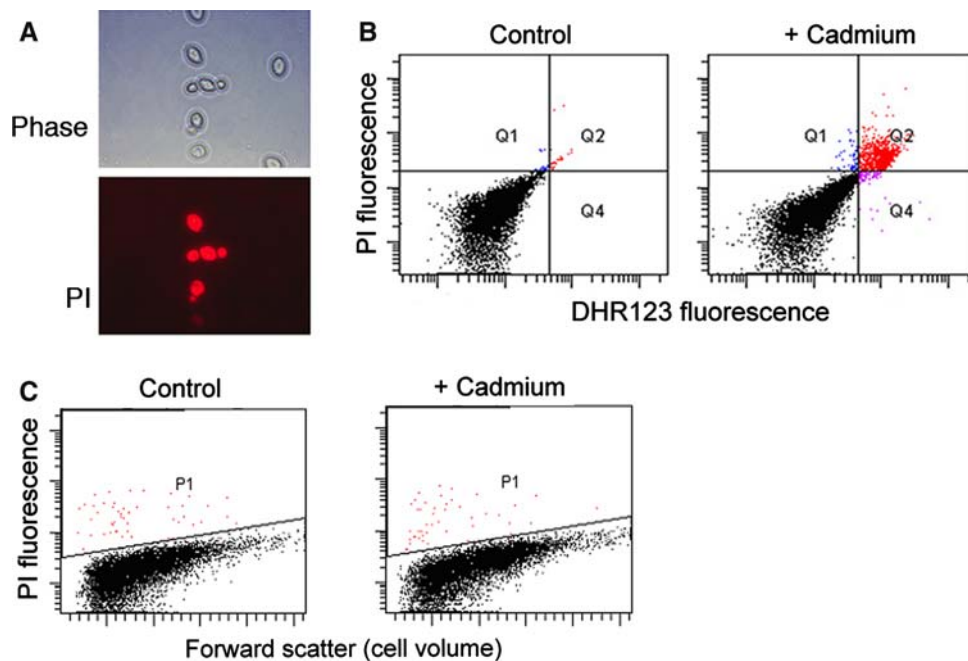 A
Phase
PI
B
Control
+ Cadmium
PI fluorescence
Q1
Q2
Q4
Q1
Q2
Q4
DHR123 fluorescence
C
Control
+ Cadmium
PI fluorescence
P1
P1
Forward scatter (cell volume)